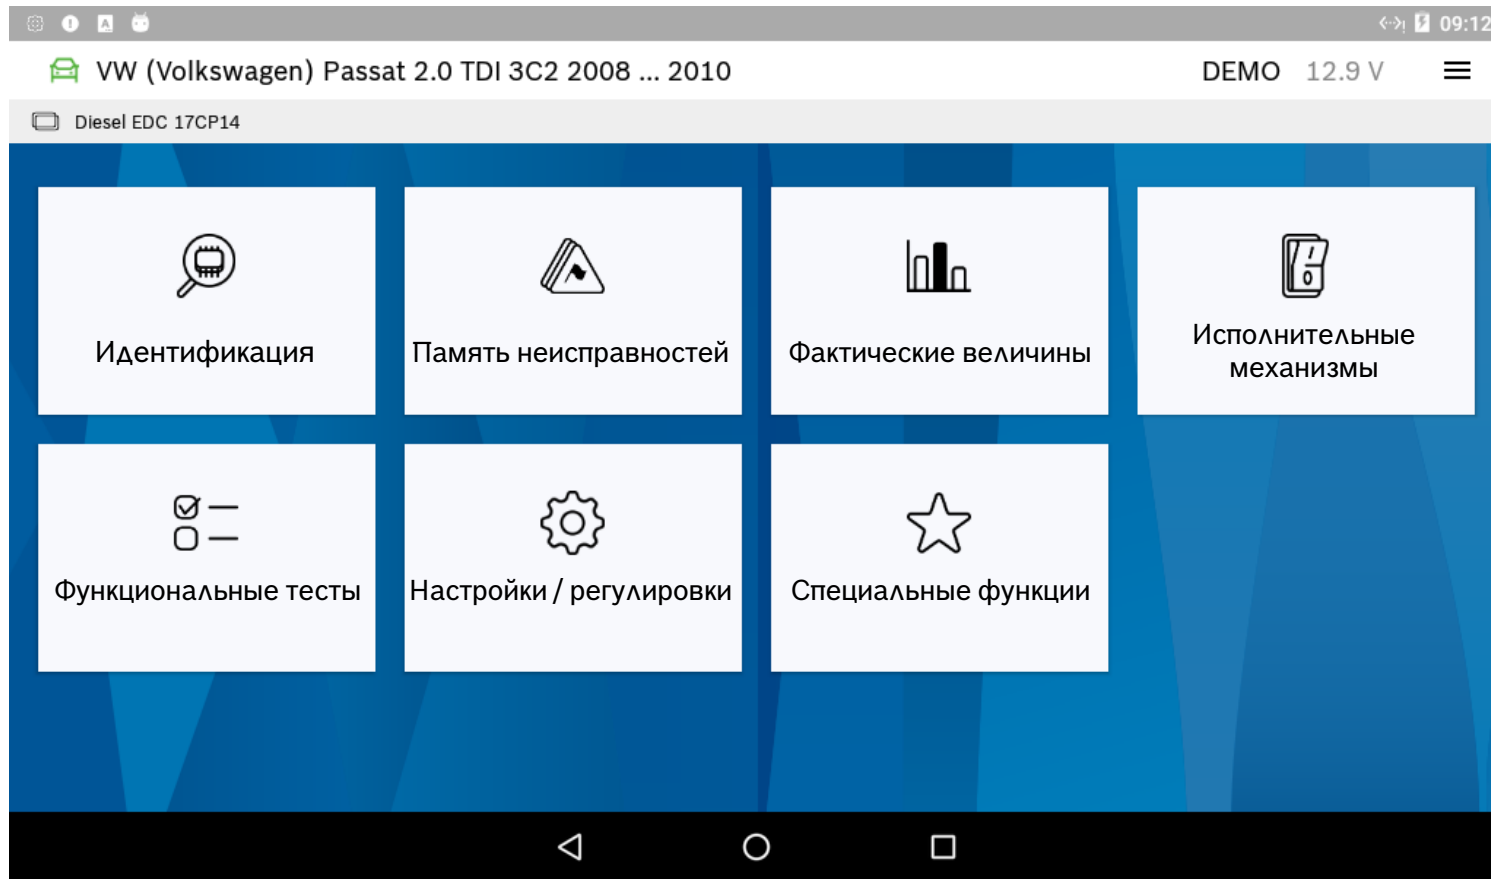 09:12
VW (Volkswagen) Passat 2.0 TDI 3C2 2008 ... 2010
DEMO 12.9 V
Diesel EDC 17CP14
Идентификация
Память неисправностей
Фактические величины
Исполнительные
механизмы
Функциональные тесты
Настройки / регулировки
Специальные функции